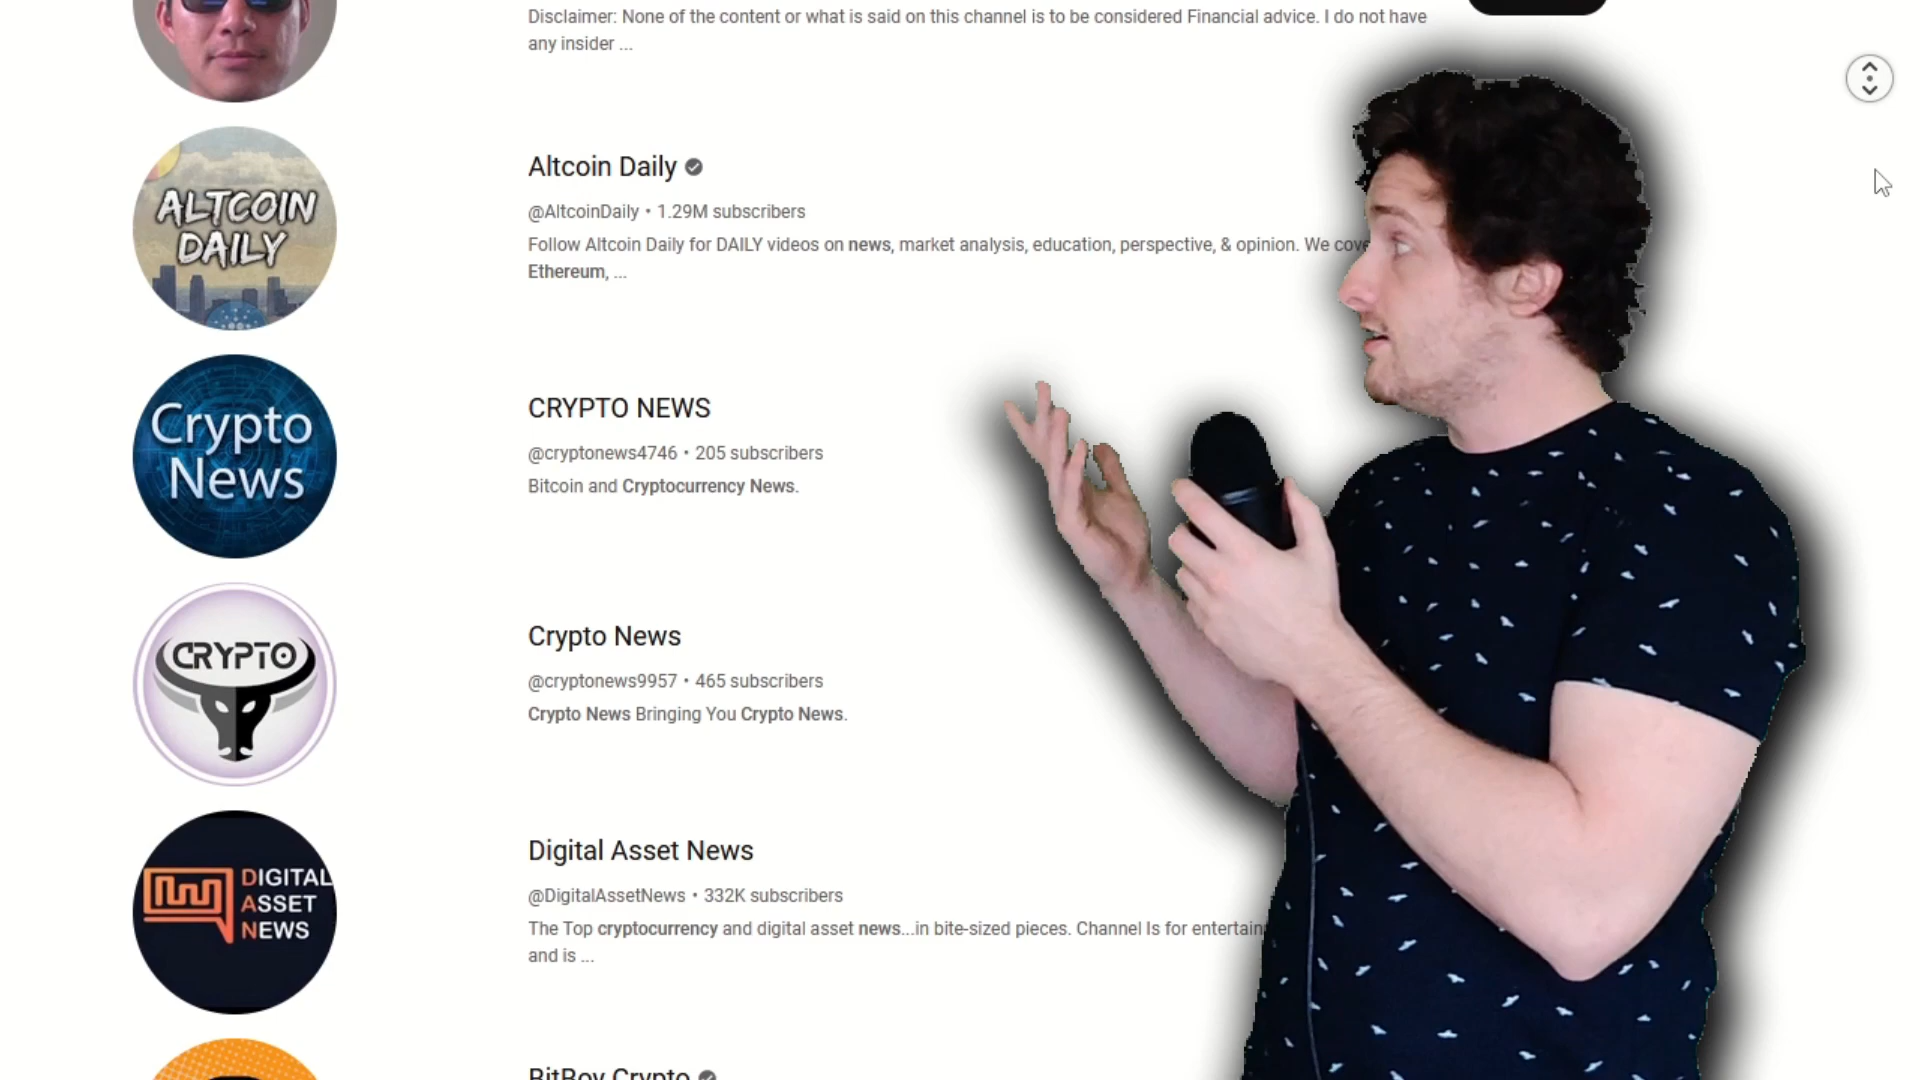 Disclaimer: None of the content or what is said on this channel is to be considered Financial advice. I do not have
any insider ...
ALTCOIN
DAILY
Altcoin Daily
@AltcoinDaily • 1.29M subscribers
Follow Altcoin Daily for DAILY videos on news, market analysis, education, perspective, & opinion. We cove
Ethereum, ...
Crypto
News
CRYPTO NEWS
@cryptonews4746 • 205 subscribers
Bitcoin and Cryptocurrency News.
CRYPTO
Crypto News
@cryptonews9957 • 465 subscribers
Crypto News Bringing You Crypto News.
DIGITAL
ASSET
NEWS
Digital Asset News
@DigitalAssetNews • 332K subscribers
The Top cryptocurrency and digital asset news...in bite-sized pieces. Channel Is for entertain
and is ...
BitBoy Crypto